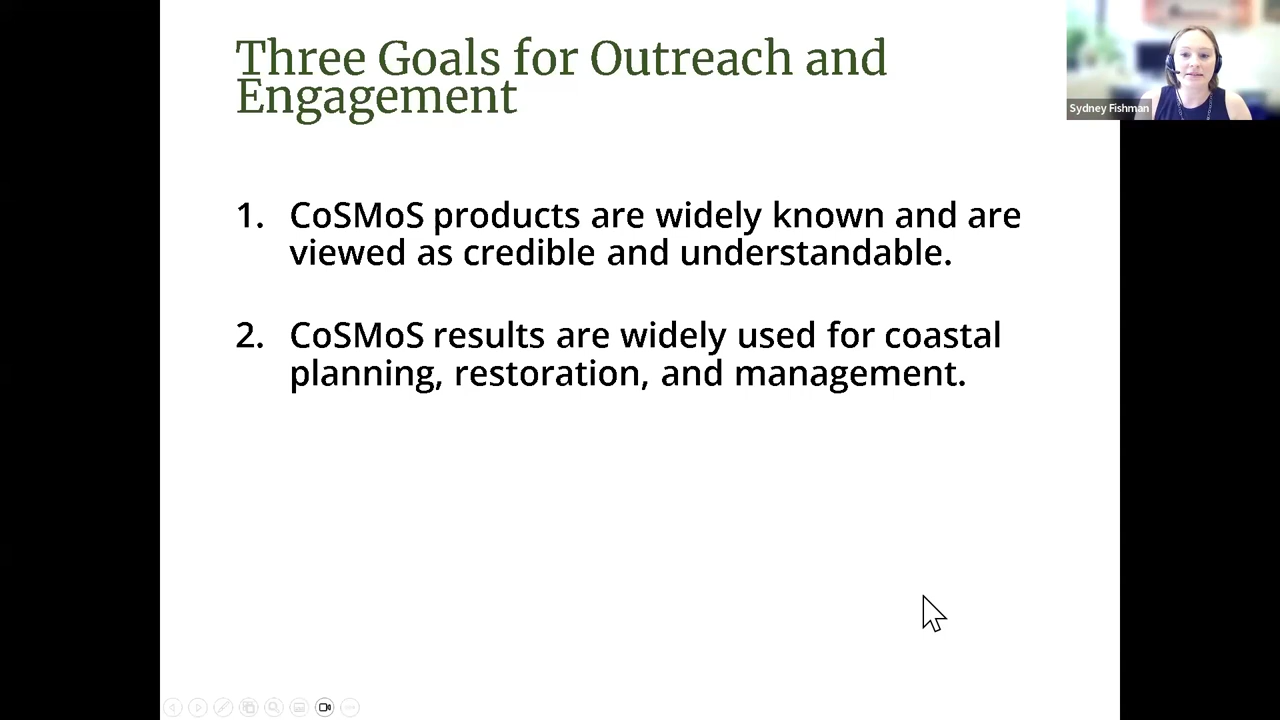 Three Goals for Outreach and
Engagement
Sydney Fishman
1. CoSMoS products are widely known and are
viewed as credible and understandable.
2. CoSMoS results are widely used for coastal
planning, restoration, and management.